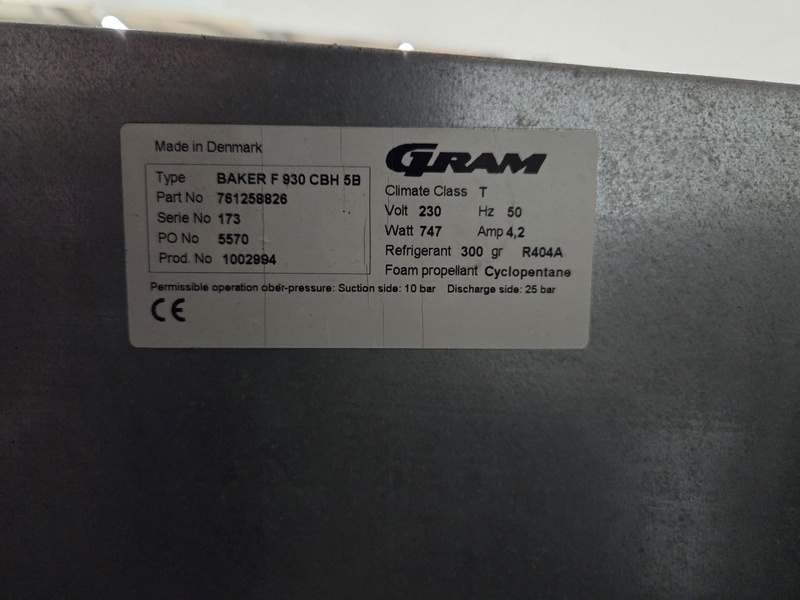 Made in Denmark
GRAM
Type BAKER F 930 CBH 5B
Part No 761258826
Serie No 173
PO No 5570
Prod. No 1002994
Climate Class T
Volt 230 Hz 50
Watt 747 Amp 4,2
Refrigerant 300 gr R404A
Foam propellant Cyclopentane
Permissible operation ober-pressure: Suction side: 10 bar Discharge side: 25 bar
CE